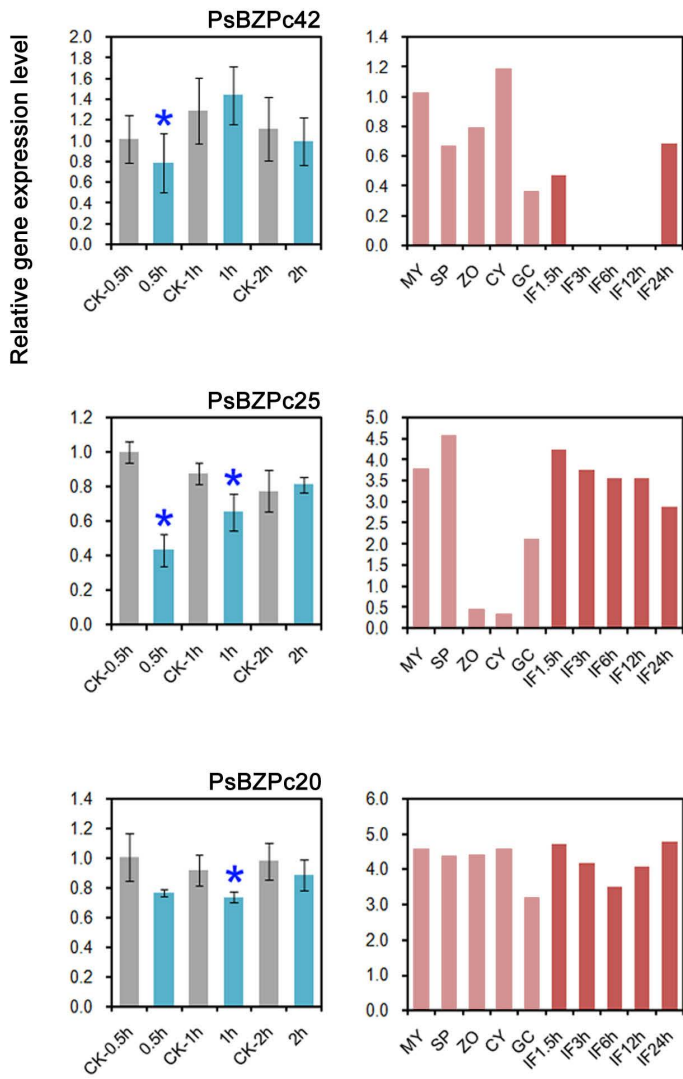 Relative gene expression level
PsBZPc42
2.0
1.8
1.6
1.4
1.2
1.0
0.8
0.6
0.4
0.2
0.0
*
CK-0.5h
0.5h
CK-1h
1h
CK-2h
2h
1.4
1.2
1.0
0.8
0.6
0.4
0.2
0.0
MY
SP
ZO
CY
GC
IF1.5h
IF3h
IF6h
IF12h
IF24h
PsBZPc25
1.2
1.0
0.8
0.6
0.4
0.2
0.0
*
*
CK-0.5h
0.5h
CK-1h
1h
CK-2h
2h
5.0
4.5
4.0
3.5
3.0
2.5
2.0
1.5
1.0
0.5
0.0
MY
SP
ZO
CY
GC
IF1.5h
IF3h
IF6h
IF12h
IF24h
PsBZPc20
1.4
1.2
1.0
0.8
0.6
0.4
0.2
0.0
*
CK-0.5h
0.5h
CK-1h
1h
CK-2h
2h
6.0
5.0
4.0
3.0
2.0
1.0
0.0
MY
SP
ZO
CY
GC
IF1.5h
IF3h
IF6h
IF12h
IF24h